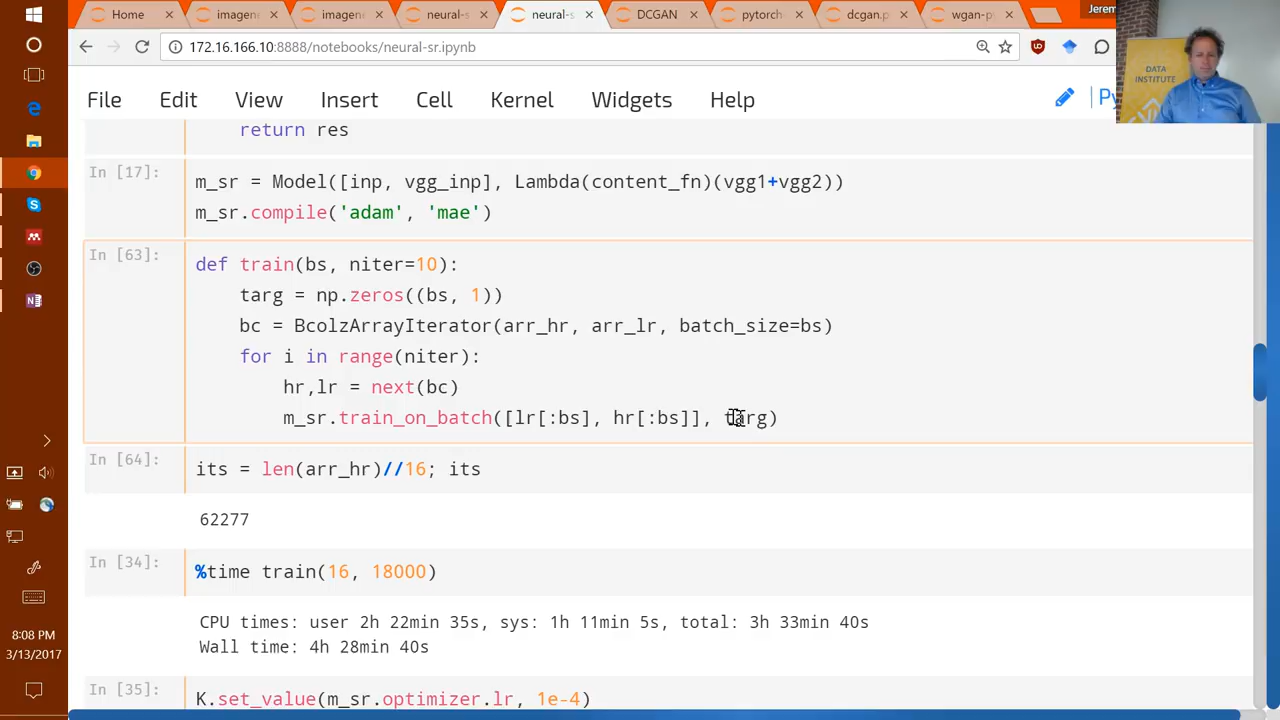 Home
imagene
imagen
neural-s
neural-s
DCGAN
pytorch
dcgan.p
wgan-p
Jerem
172.16.166.10:8888/notebooks/neural-sr.ipynb
DATA
INSTITUTE
File Edit View Insert Cell Kernel Widgets Help
return res
In [17]:
m_sr = Model([inp, vgg_inp], Lambda(content_fn)(vgg1+vgg2))
m_sr.compile('adam', 'mae')
In [63]:
def train(bs, niter=10):
targ = np.zeros((bs, 1))
bc = BcolzArrayIterator(arr_hr, arr_lr, batch_size=bs)
for i in range(niter):
hr,lr = next(bc)
m_sr.train_on_batch([lr[:bs], hr[:bs]], targ)
In [64]:
its = len(arr_hr)//16; its
62277
In [34]:
%time train(16, 18000)
CPU times: user 2h 22min 35s, sys: 1h 11min 5s, total: 3h 33min 40s
Wall time: 4h 28min 40s
In [35]:
K.set_value(m_sr.optimizer.lr, 1e-4)
8:08 PM
3/13/2017